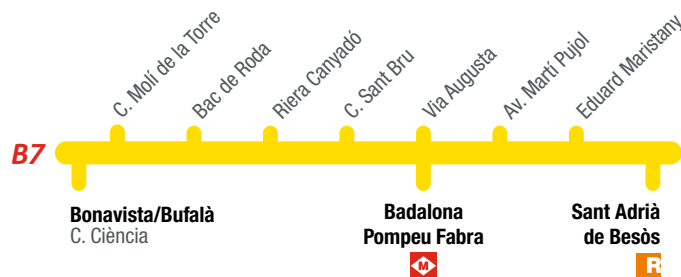 C. Molí de la Torre
Bac de Roda
Riera Canyadó
C. Sant Bru
Via Augusta
Av. Martí Pujol
Eduard Maristany
B7
Bonavista/Bufalà
C. Ciència
Badalona
Pompeu Fabra
M
Sant Adrià
de Besòs
R